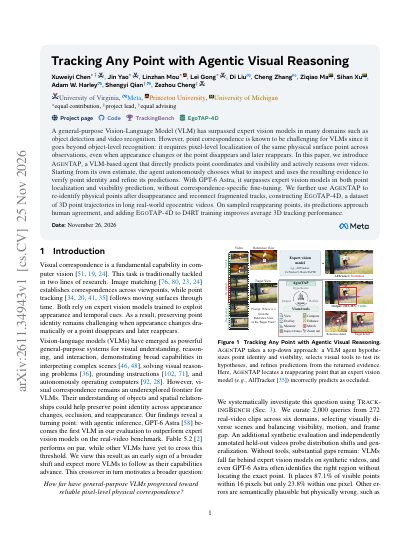 Tracking Any Point with Agentic Visual Reasoning
Xuweiyi Chen
Jin Yao
Linzhan Mou
Lei Gong
Di Liu
Cheng Zhang
Ziqiao Ma
Sihan Xu
Adam W. Harley
Shengyi Qian
Zezhou Cheng
University of Virginia, Meta, Princeton University, University of Michigan
*equal contribution, project lead, equal advising
Project page Code TrackingBench EgoTAP-4D
A general-purpose Vision-Language Model (VLM) has surpassed expert vision models in many domains such as
object detection and video recognition. However, point correspondence is known to be challenging for VLMs since it
goes beyond object-level recognition: it requires pixel-level localization of the same physical surface point across
observations, even when appearance changes or the point disappears and later reappears. In this paper, we introduce
AGENTAP, a VLM-based agent that directly predicts point coordinates and visibility and actively reasons over videos.
Starting from its own estimate, the agent autonomously chooses what to inspect and uses the resulting evidence to
verify identity and refine its predictions. With GPT-6 Astra, it surpasses expert vision models in both point
localization and visibility prediction, without correspondence-specific fine-tuning. We further use AGENTAP to
re-identify physical points after disappearance and reconnect fragmented tracks, constructing EgoTAP-4D, a dataset
of 3D point trajectories in long real-world egocentric videos. On sampled trajectories, its predictions approach
human agreement, and adding EgoTAP-4D to D4RT training improves average 3D tracking performance.
Date: November 26, 2026
Meta
arXiv:2611.34943v1 [cs.CV] 25 Nov 2026
1 Introduction
Visual correspondence is a fundamental capability in com-
puter vision [51, 19, 24]. This task is traditionally tackled
in two lines of research. Image matching [76, 80, 23, 24]
establishes correspondences across viewpoints, while point
tracking [34, 20, 41, 35] follows moving surfaces through
time. Both rely on expert vision models trained to exploit
appearance and temporal cues. As a result, preserving point
identity remains challenging when appearance changes dra-
matically or a point disappears and later reappears.
Vision-language models (VLMs) have emerged as powerful
general-purpose systems for visual understanding, reason-
ing, and interaction, demonstrating broad capabilities in
interpreting complex scenes [46, 48], solving visual reason-
ing problems [36], grounding instructions [102, 71], and
autonomously operating computers [92, 28]. However, vi-
sual correspondence remains an underexplored frontier for
VLMs. Their understanding of objects and spatial relation-
ships could help preserve point identity across appearance
changes, occlusion, and reappearance. Our findings reveal a
turning point: with agentic inference, GPT-6 Astra [58] be-
comes the first VLM in our evaluation to outperform expert
vision models on the real-video benchmark. Table 5.2 [2]
performs on par, while other VLMs have yet to cross this
threshold. We view this result as an early sign of a broader
shift and expect more VLMs to follow as their capabilities
advance. This crossover in turn motivates a broader question:
How far have general-purpose VLMs progressed toward
reliable pixel-level physical correspondence?
Expert vision
model
AgenTAP
Figure 1 Tracking Any Point with Agentic Visual Reasoning.
AGENTAP uses a top-down approach: a VLM agent hypothe-
sizes point identity and visibility, selects visual tools to test its
hypotheses, and refines predictions from the returned evidence.
Here, AGENTAP locates a reappearing point that an expert vision
model (e.g., AllTracker [35]) incorrectly predicts as occluded.
We systematically investigate this question using TRACK-
INGBENCH (Sec. 3). We curate 2,000 queries from 272
real-video clips across six domains, selecting visually di-
verse scenes and balancing visibility, motion, and frame
gap. An additional synthetic evaluation and independently
annotated held-out videos probe distribution shifts and gen-
eralization. Without tools, substantial gaps remain: VLMs
fall far behind expert vision models on synthetic videos, and
even GPT-6 Astra often identifies the right region without
locating the exact point. It places 87.1% of visible points
within 16 pixels but only 23.8% within one pixel. Other er-
rors are semantically plausible but physically wrong, such as
1